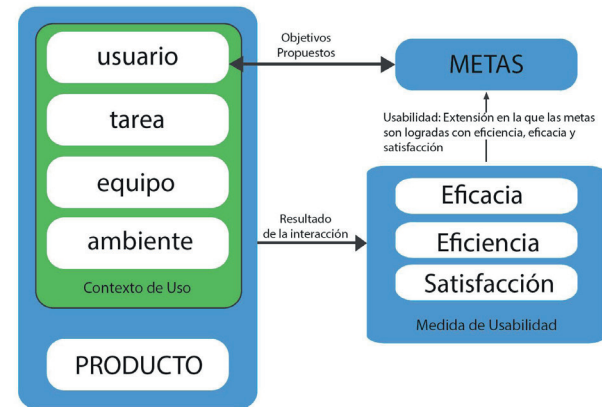 usuario
tarea
equipo
ambiente
Contexto de Uso
PRODUCTO
Objetivos
Propuestos
METAS
Usabilidad: Extensión en la que las metas
son logradas con eficiencia, eficacia y
satisfacción
Resultado
de la interacción
Eficacia
Eficiencia
Satisfacción
Medida de Usabilidad